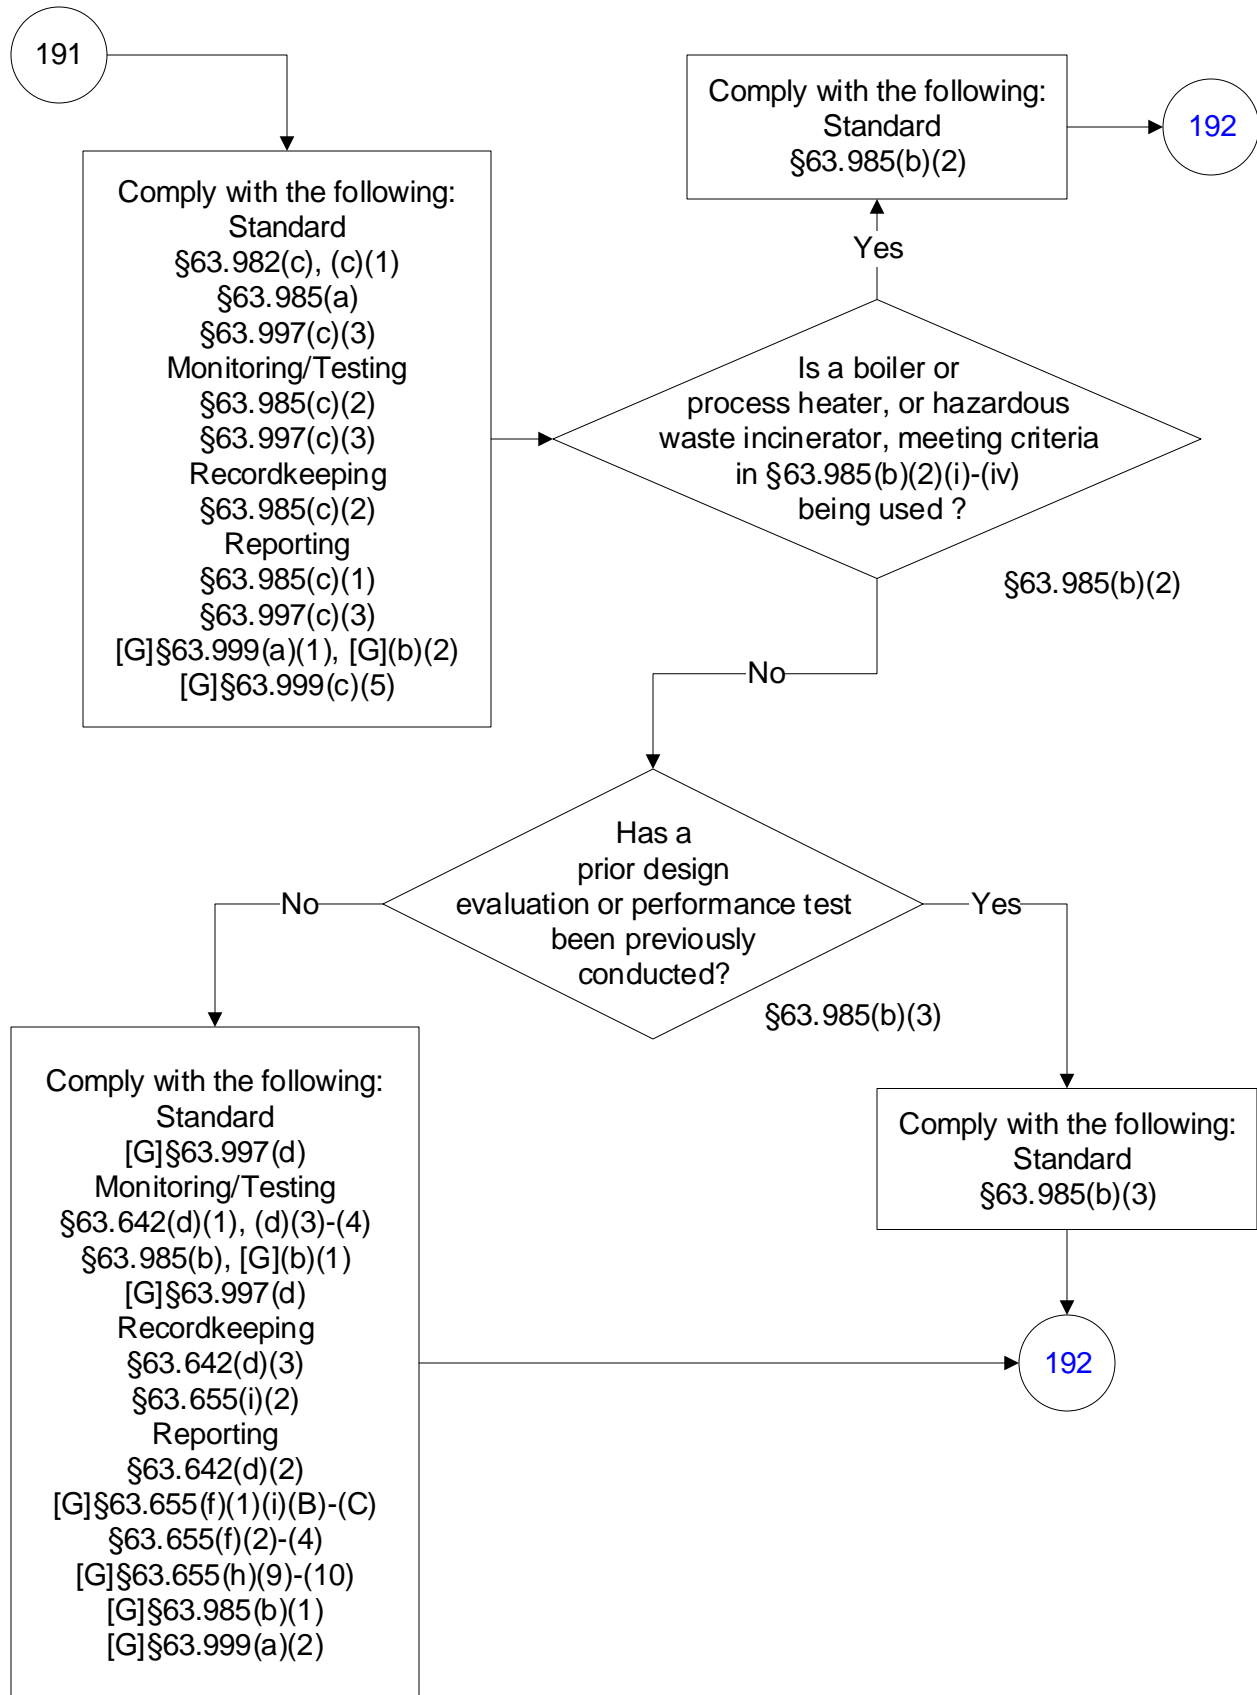 191
Comply with the following:
Standard
§63.982(c), (c)(1)
§63.985(a)
§63.997(c)(3)
Monitoring/Testing
§63.985(c)(2)
§63.997(c)(3)
Recordkeeping
§63.985(c)(2)
Reporting
§63.985(c)(1)
§63.997(c)(3)
[G]§63.999(a)(1), [G](b)(2)
[G]§63.999(c)(5)
Comply with the following:
Standard
§63.985(b)(2)
192
Yes
Is a boiler or
process heater, or hazardous
waste incinerator, meeting criteria
in §63.985(b)(2)(i)-(iv)
being used ?
§63.985(b)(2)
No
Has a
prior design
evaluation or performance test
been previously
conducted?
§63.985(b)(3)
No
Yes
Comply with the following:
Standard
[G]§63.997(d)
Monitoring/Testing
§63.642(d)(1), (d)(3)-(4)
§63.985(b), [G](b)(1)
[G]§63.997(d)
Recordkeeping
§63.642(d)(3)
§63.655(i)(2)
Reporting
§63.642(d)(2)
[G]§63.655(f)(1)(i)(B)-(C)
§63.655(f)(2)-(4)
[G]§63.655(h)(9)-(10)
[G]§63.985(b)(1)
[G]§63.999(a)(2)
Comply with the following:
Standard
§63.985(b)(3)
192